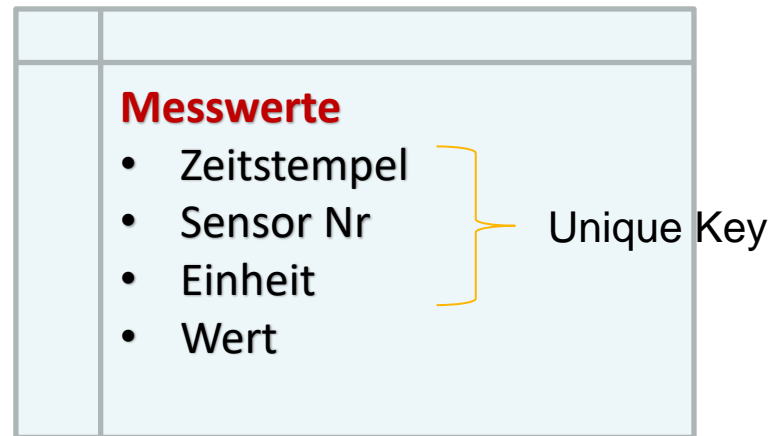 Messwerte
• Zeitstempel
• Sensor Nr
• Einheit
• Wert
Unique Key